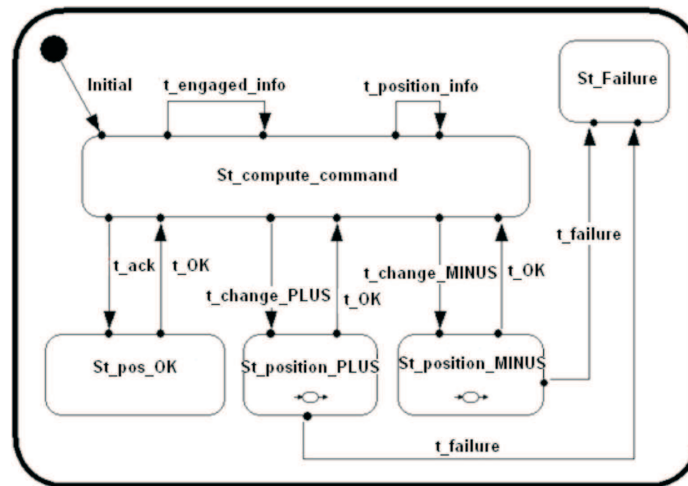 Initial
t_engaged_info
t_position_info
St_Failure
St_compute_command
t_ack
t_OK
t_change_PLUS
t_OK
t_change_MINUS
t_OK
t_failure
St_pos_OK
St_position_PLUS
St_position_MINUS
t_failure